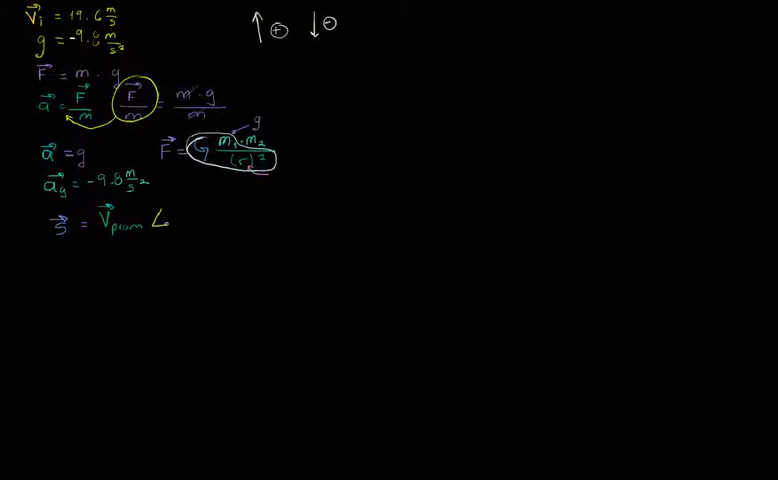 V⃗i = 19.6 m/s ↑ ⊕ ↓ ⊖
g = -9.8 m/s²
F⃗ = m · g
a⃗ = F⃗/m F⃗/m = m · g/m
g
a⃗ = g F⃗ = G m₁ · m₂/(r)²
a⃗g = -9.8 m/s²
S⃗ = V⃗prom